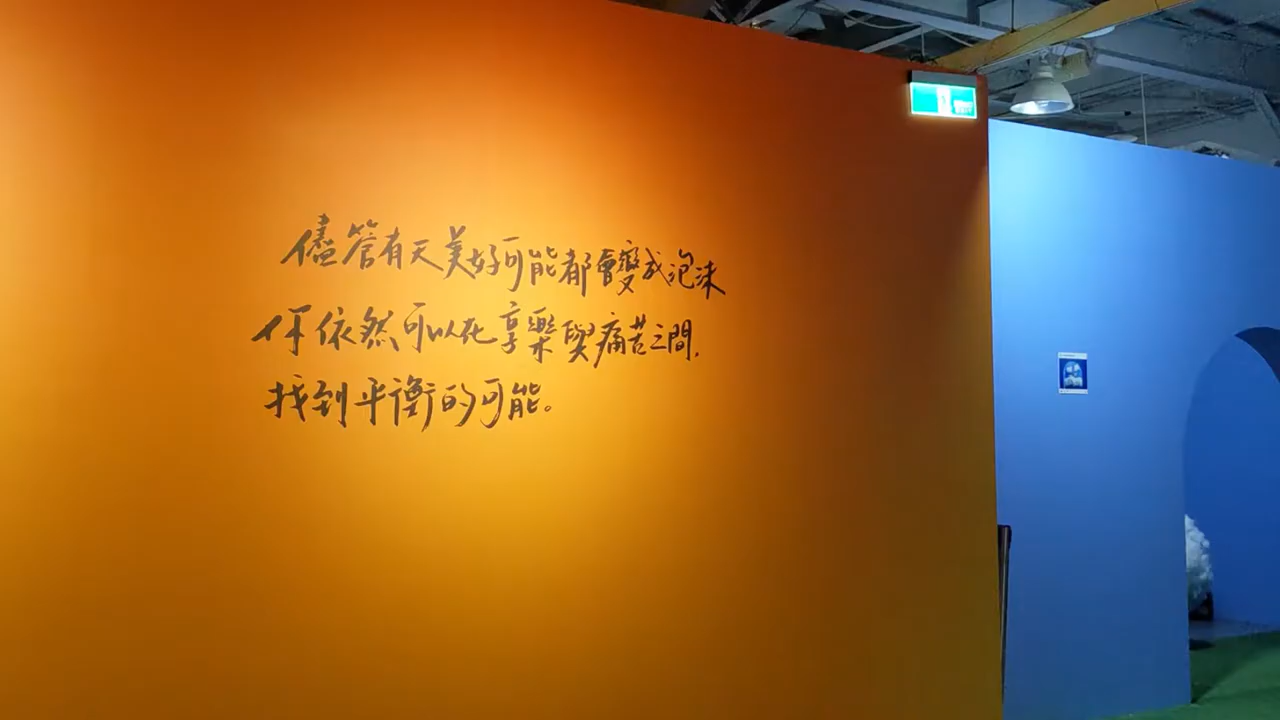 儘管有天美好可能都會變成泡沫
你依然可以在享樂與痛苦之間，
找到平衡的可能。